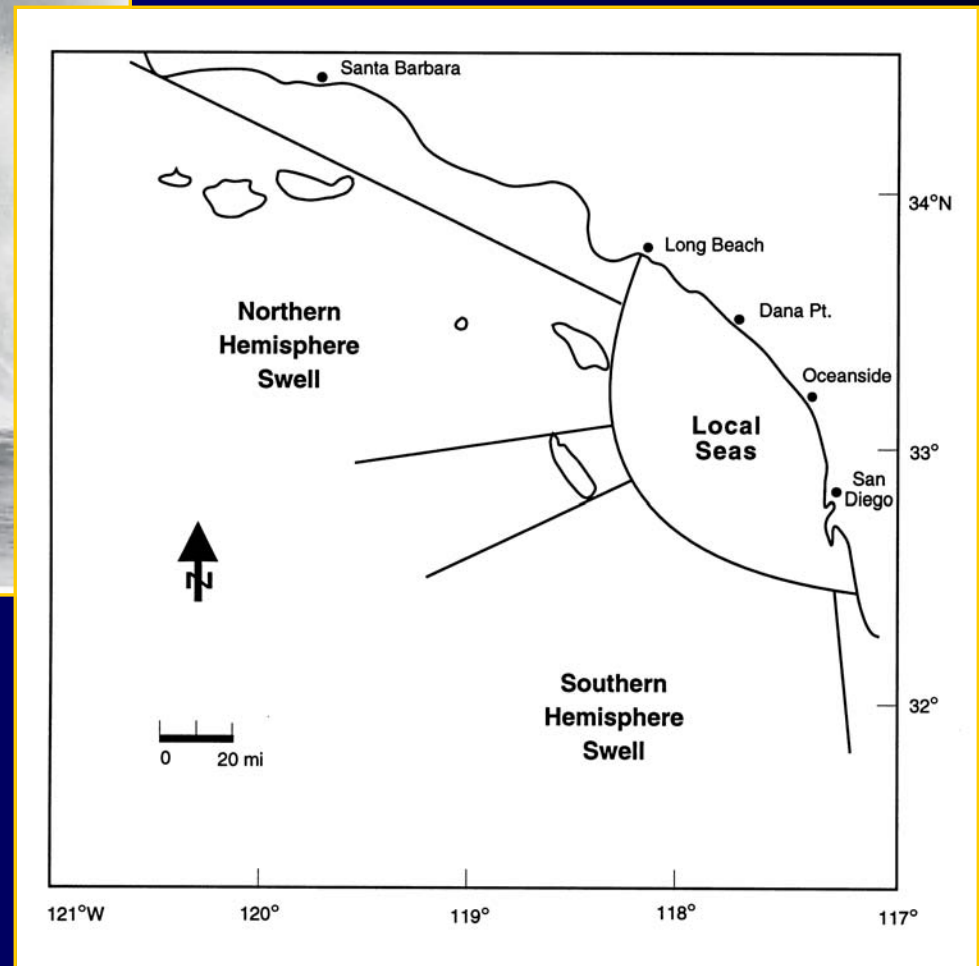 Santa Barbara
34°N
Long Beach
Northern
Hemisphere
Swell
Dana Pt.
Oceanside
Local
Seas
33°
San
Diego
N
Southern
Hemisphere
Swell
32°
0 20 mi
121°W 120° 119° 118° 117°